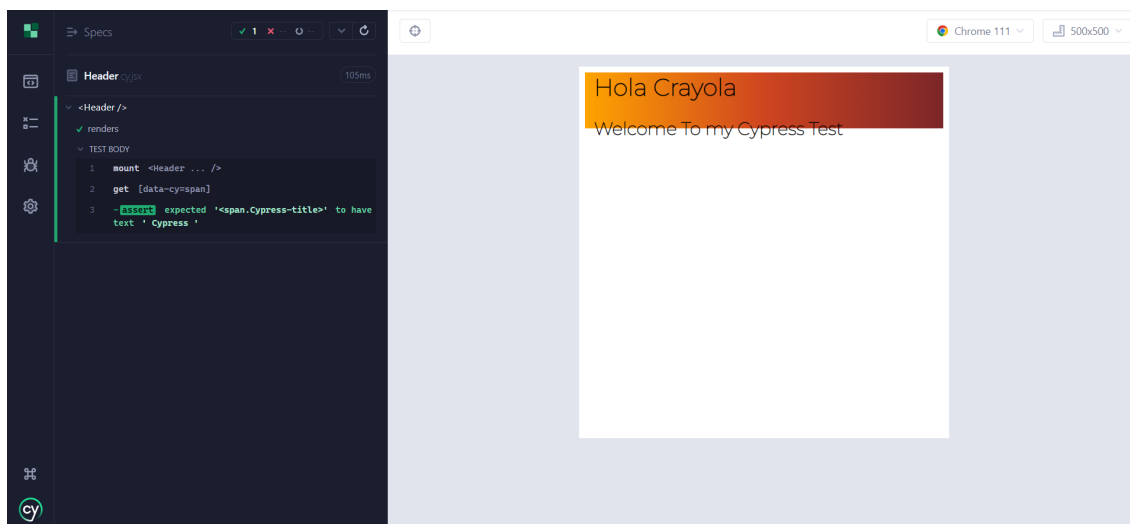 Specs
1 -- --
Header.cy.jsx 105ms
<Header />
renders
TEST BODY
1 mount <Header ... />
2 get [data-cy=span]
3 -assert expected '<span.Cypress-title>' to have
text ' Cypress '
cy
Chrome 111
500x500
Hola Crayola
Welcome To my Cypress Test